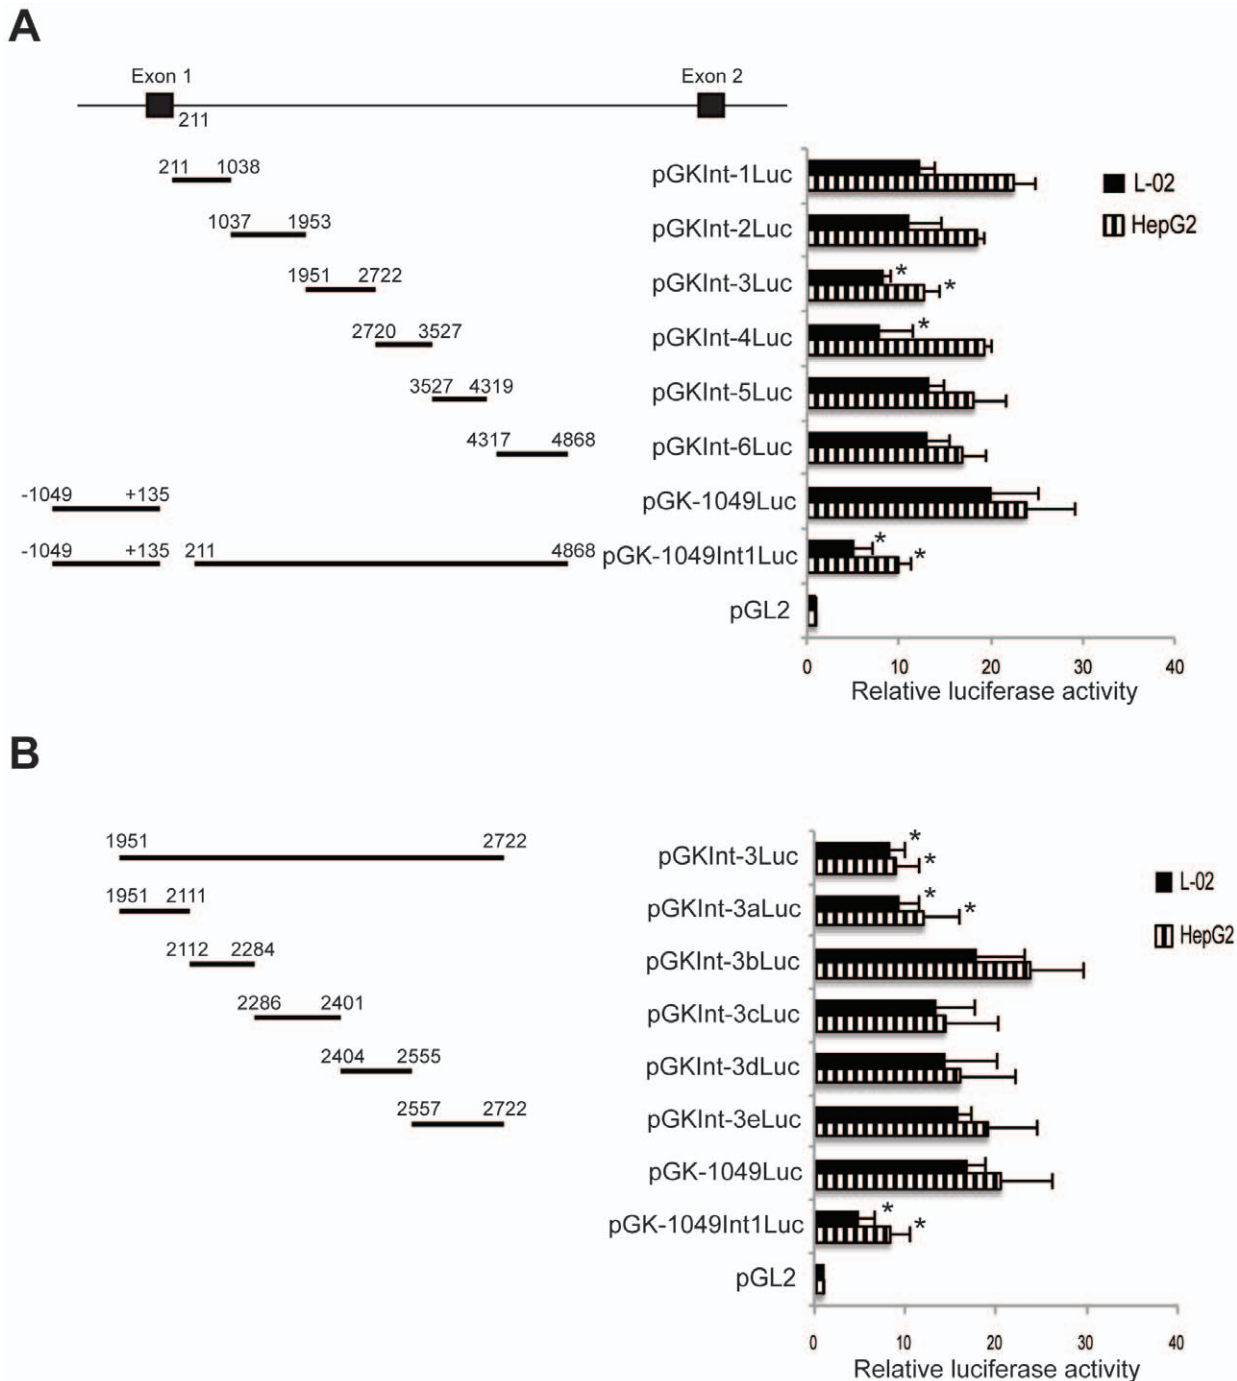 A
Exon 1 Exon 2
211
211 1038 pGKInt-1Luc
1037 1953 pGKInt-2Luc
1951 2722 pGKInt-3Luc * *
2720 3527 pGKInt-4Luc *
3527 4319 pGKInt-5Luc
4317 4868 pGKInt-6Luc
-1049 +135 pGK-1049Luc
-1049 +135 211 4868 pGK-1049Int1Luc * *
pGL2
L-02
HepG2
0 10 20 30 40
Relative luciferase activity
B
1951 2722 pGKInt-3Luc * *
1951 2111 pGKInt-3aLuc * *
2112 2284 pGKInt-3bLuc
2286 2401 pGKInt-3cLuc
2404 2555 pGKInt-3dLuc
2557 2722 pGKInt-3eLuc
pGK-1049Luc
pGK-1049Int1Luc * *
pGL2
L-02
HepG2
0 10 20 30 40
Relative luciferase activity